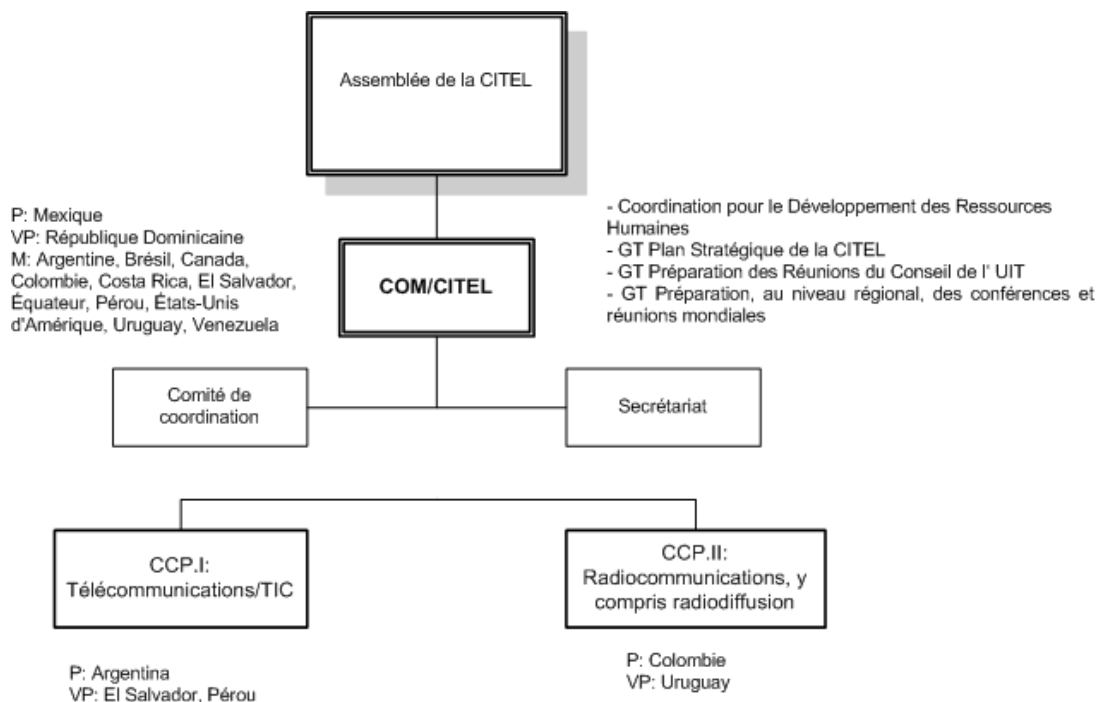 Assemblée de la CITEL
P: Mexique
VP: République Dominicaine
M: Argentine, Brésil, Canada,
Colombie, Costa Rica, El Salvador,
Équateur, Pérou, États-Unis
d'Amérique, Uruguay, Venezuela
COM/CITEL
- Coordination pour le Développement des Ressources
Humaines
- GT Plan Stratégique de la CITEL
- GT Préparation des Réunions du Conseil de l' UIT
- GT Préparation, au niveau régional, des conférences et
réunions mondiales
Comité de
coordination
Secrétariat
CCP.I:
Télécommunications/TIC
P: Argentina
VP: El Salvador, Pérou
CCP.II:
Radiocommunications, y
compris radiodiffusion
P: Colombie
VP: Uruguay